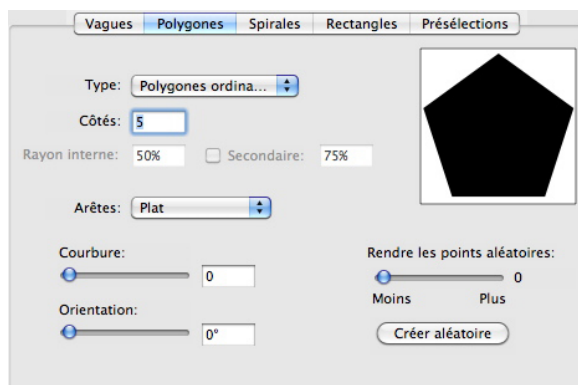 Vagues Polygones Spirales Rectangles Présélections
Type: Polygones ordina...
Côtés: 5
Rayon interne: 50% Secondaire: 75%
Arêtes: Plat
Courbure:
0
Orientation:
0°
Rendre les points aléatoires:
0
Moins Plus
Créer aléatoire